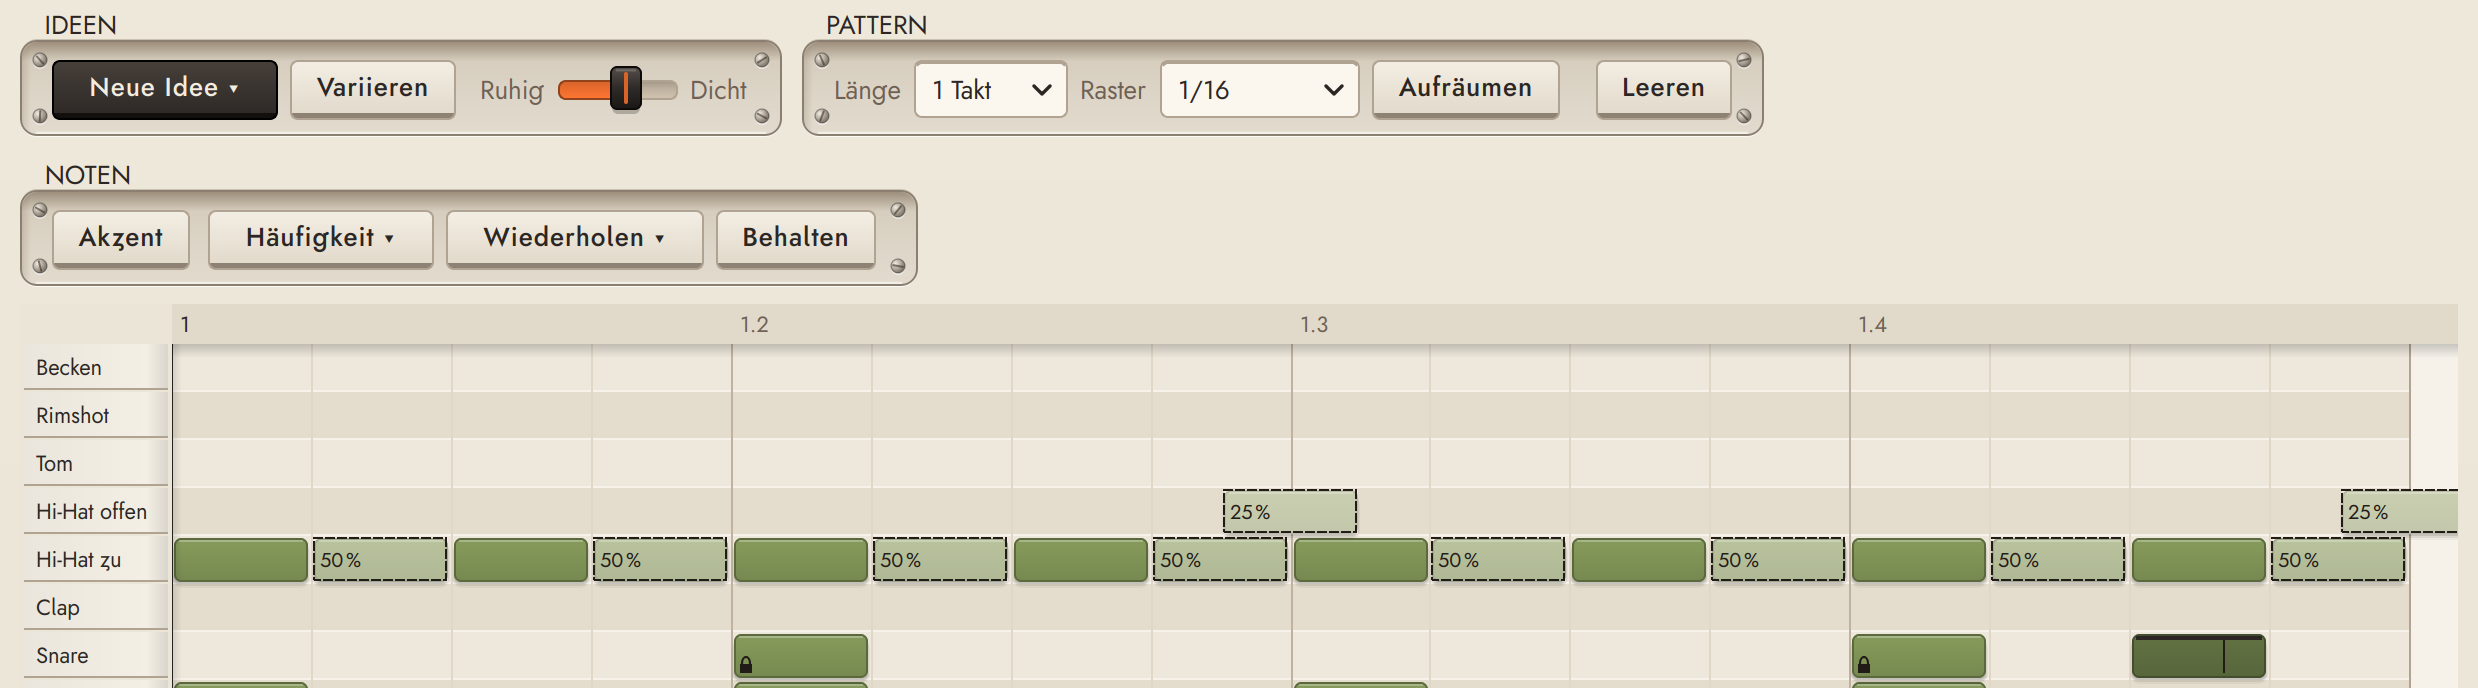 IDEEN
Neue Idee ▾ Variieren Ruhig Dicht
PATTERN
Länge 1 Takt Raster 1/16 Aufräumen Leeren
NOTEN
Akzent Häufigkeit ▾ Wiederholen ▾ Behalten
1 1.2 1.3 1.4
Becken
Rimshot
Tom
Hi-Hat offen 25 % 25 %
Hi-Hat zu 50 % 50 % 50 % 50 % 50 % 50 % 50 % 50 %
Clap
Snare